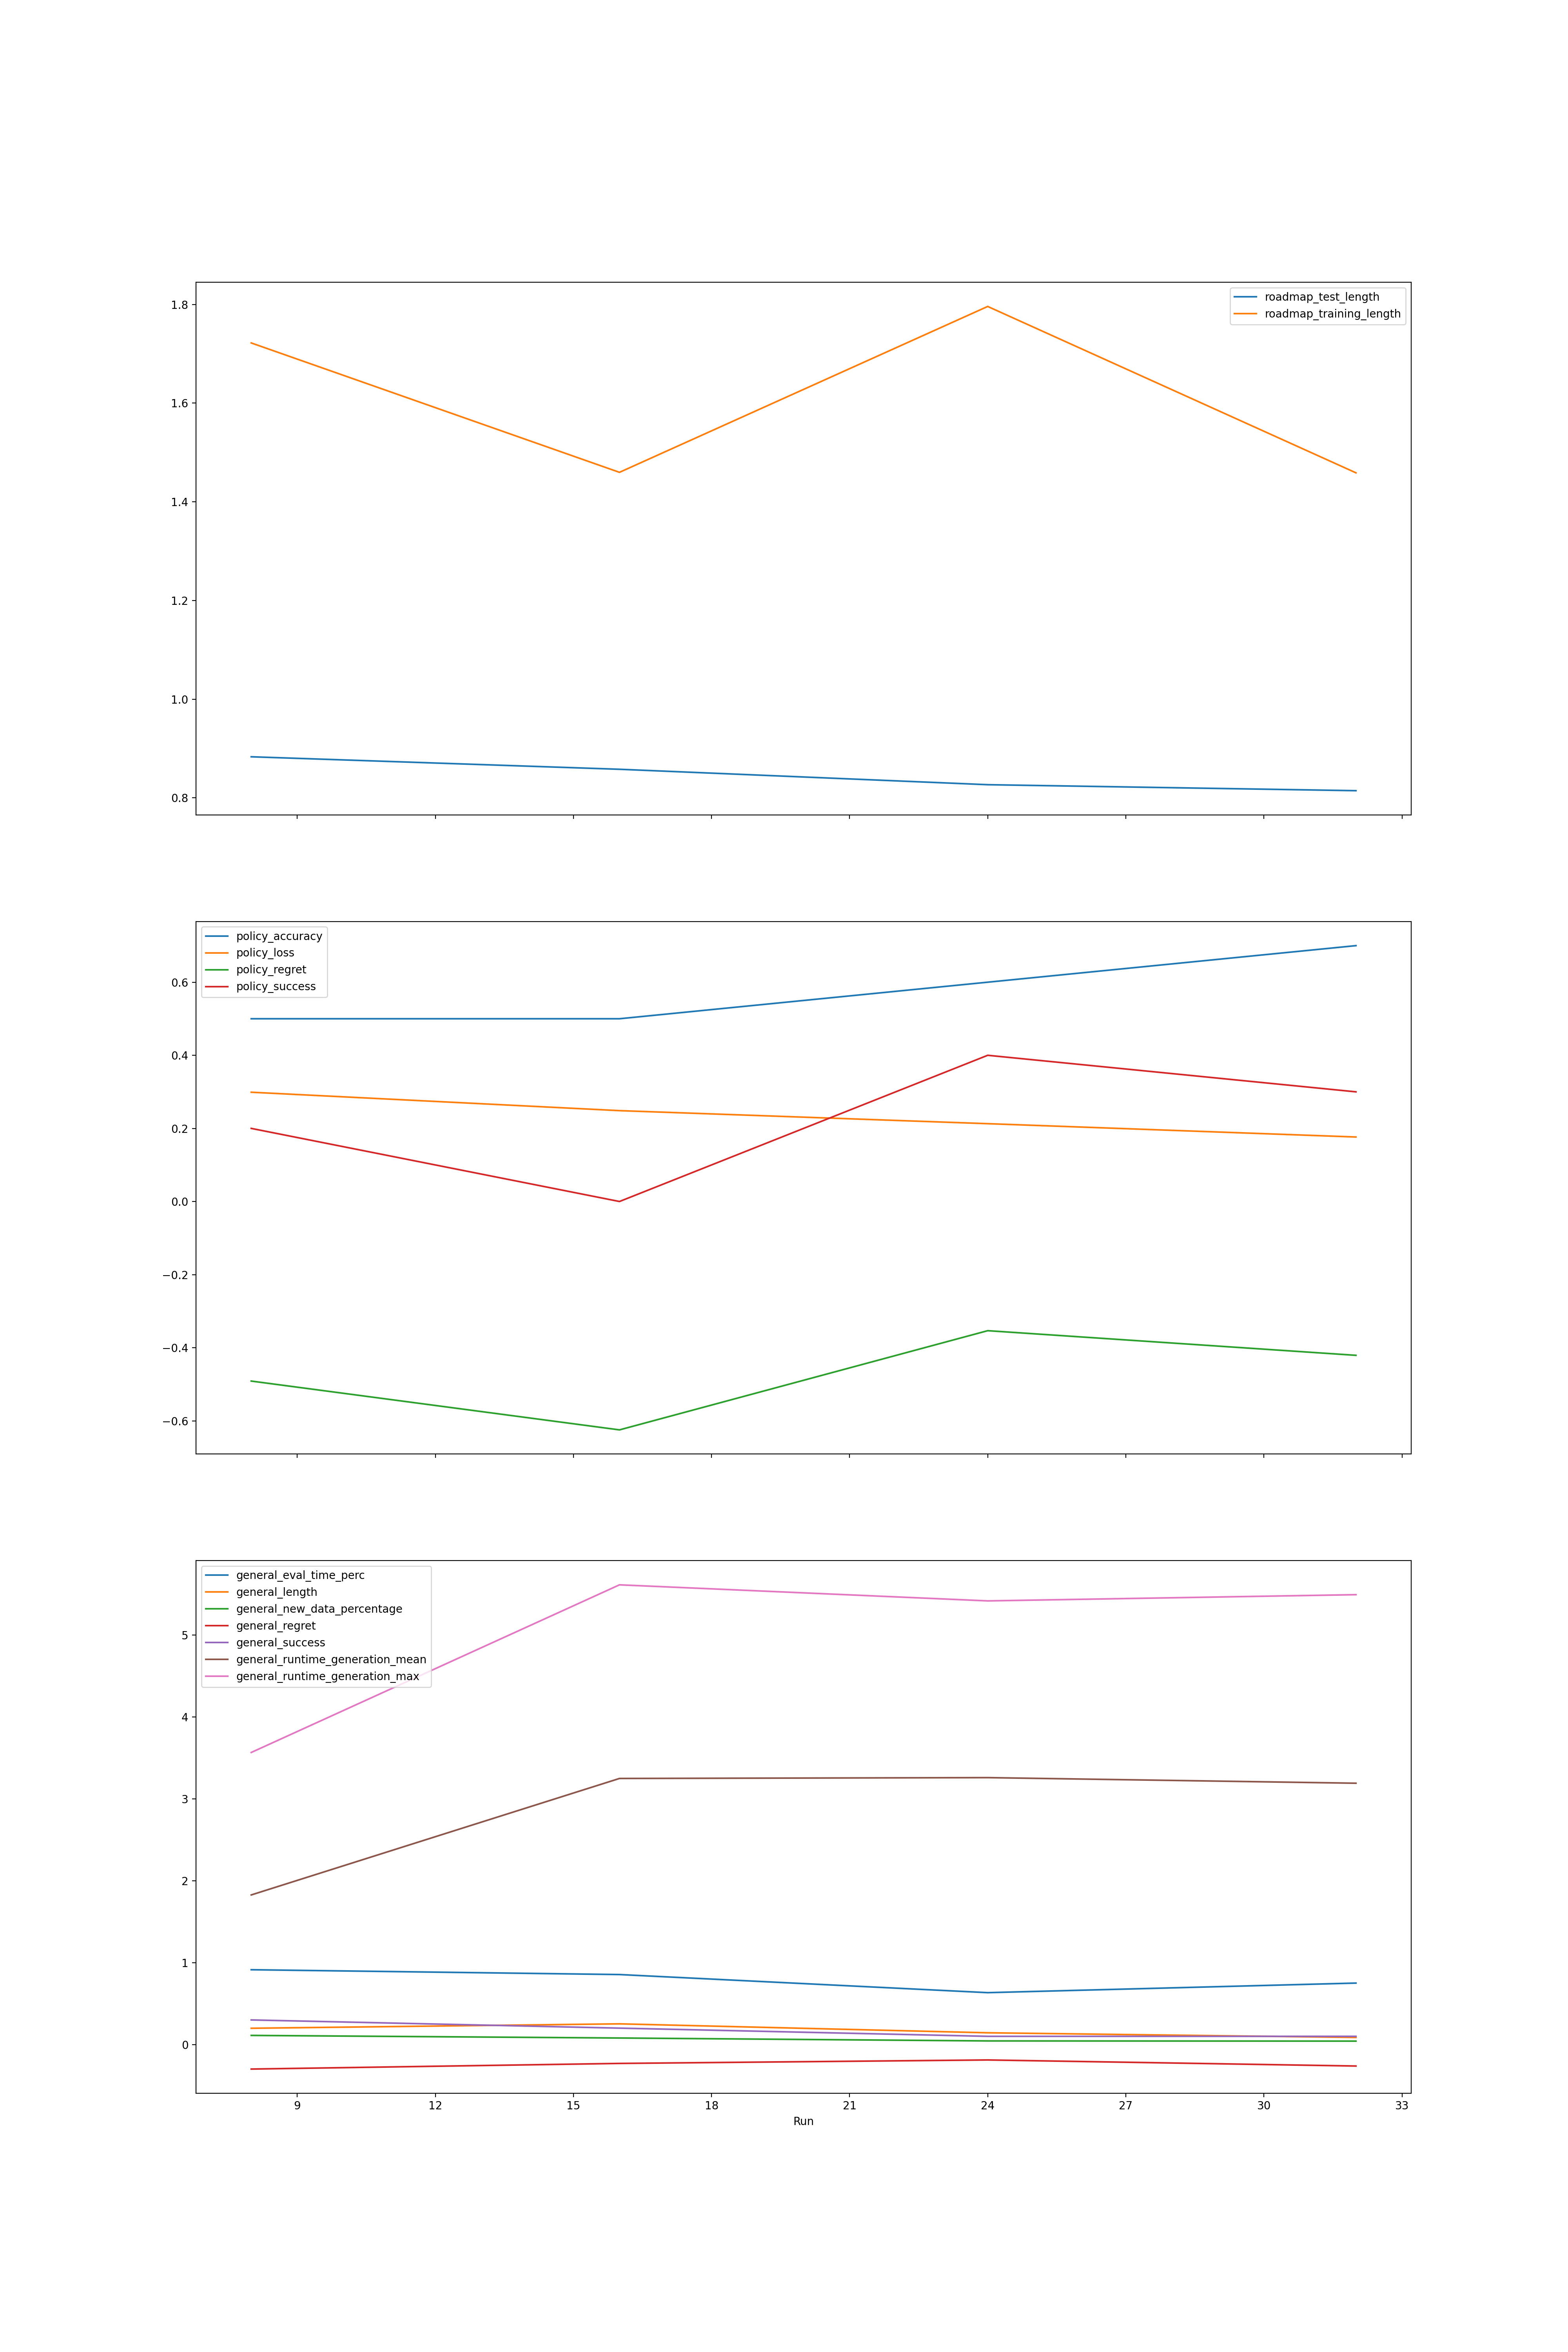 1.8
1.6
1.4
1.2
1.0
0.8
roadmap_test_length
roadmap_training_length
0.6
0.4
0.2
0.0
−0.2
−0.4
−0.6
policy_accuracy
policy_loss
policy_regret
policy_success
5
4
3
2
1
0
general_eval_time_perc
general_length
general_new_data_percentage
general_regret
general_success
general_runtime_generation_mean
general_runtime_generation_max
9 12 15 18 21 24 27 30 33
Run